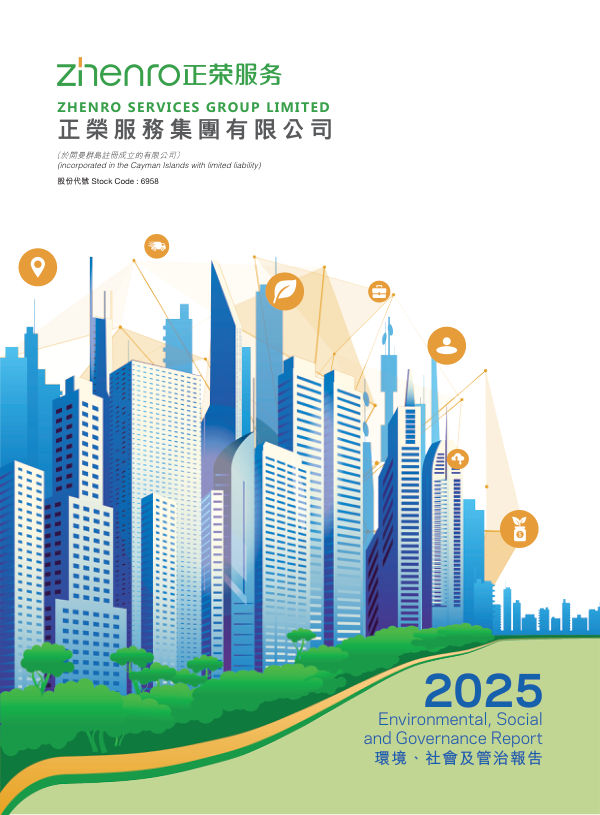 zhenro正荣服务
ZHENRO SERVICES GROUP LIMITED
正榮服務集團有限公司
(於開曼群島註冊成立的有限公司)
(incorporated in the Cayman Islands with limited liability)
股份代號 Stock Code : 6958
$
2025
Environmental, Social
and Governance Report
環境、社會及管治報告